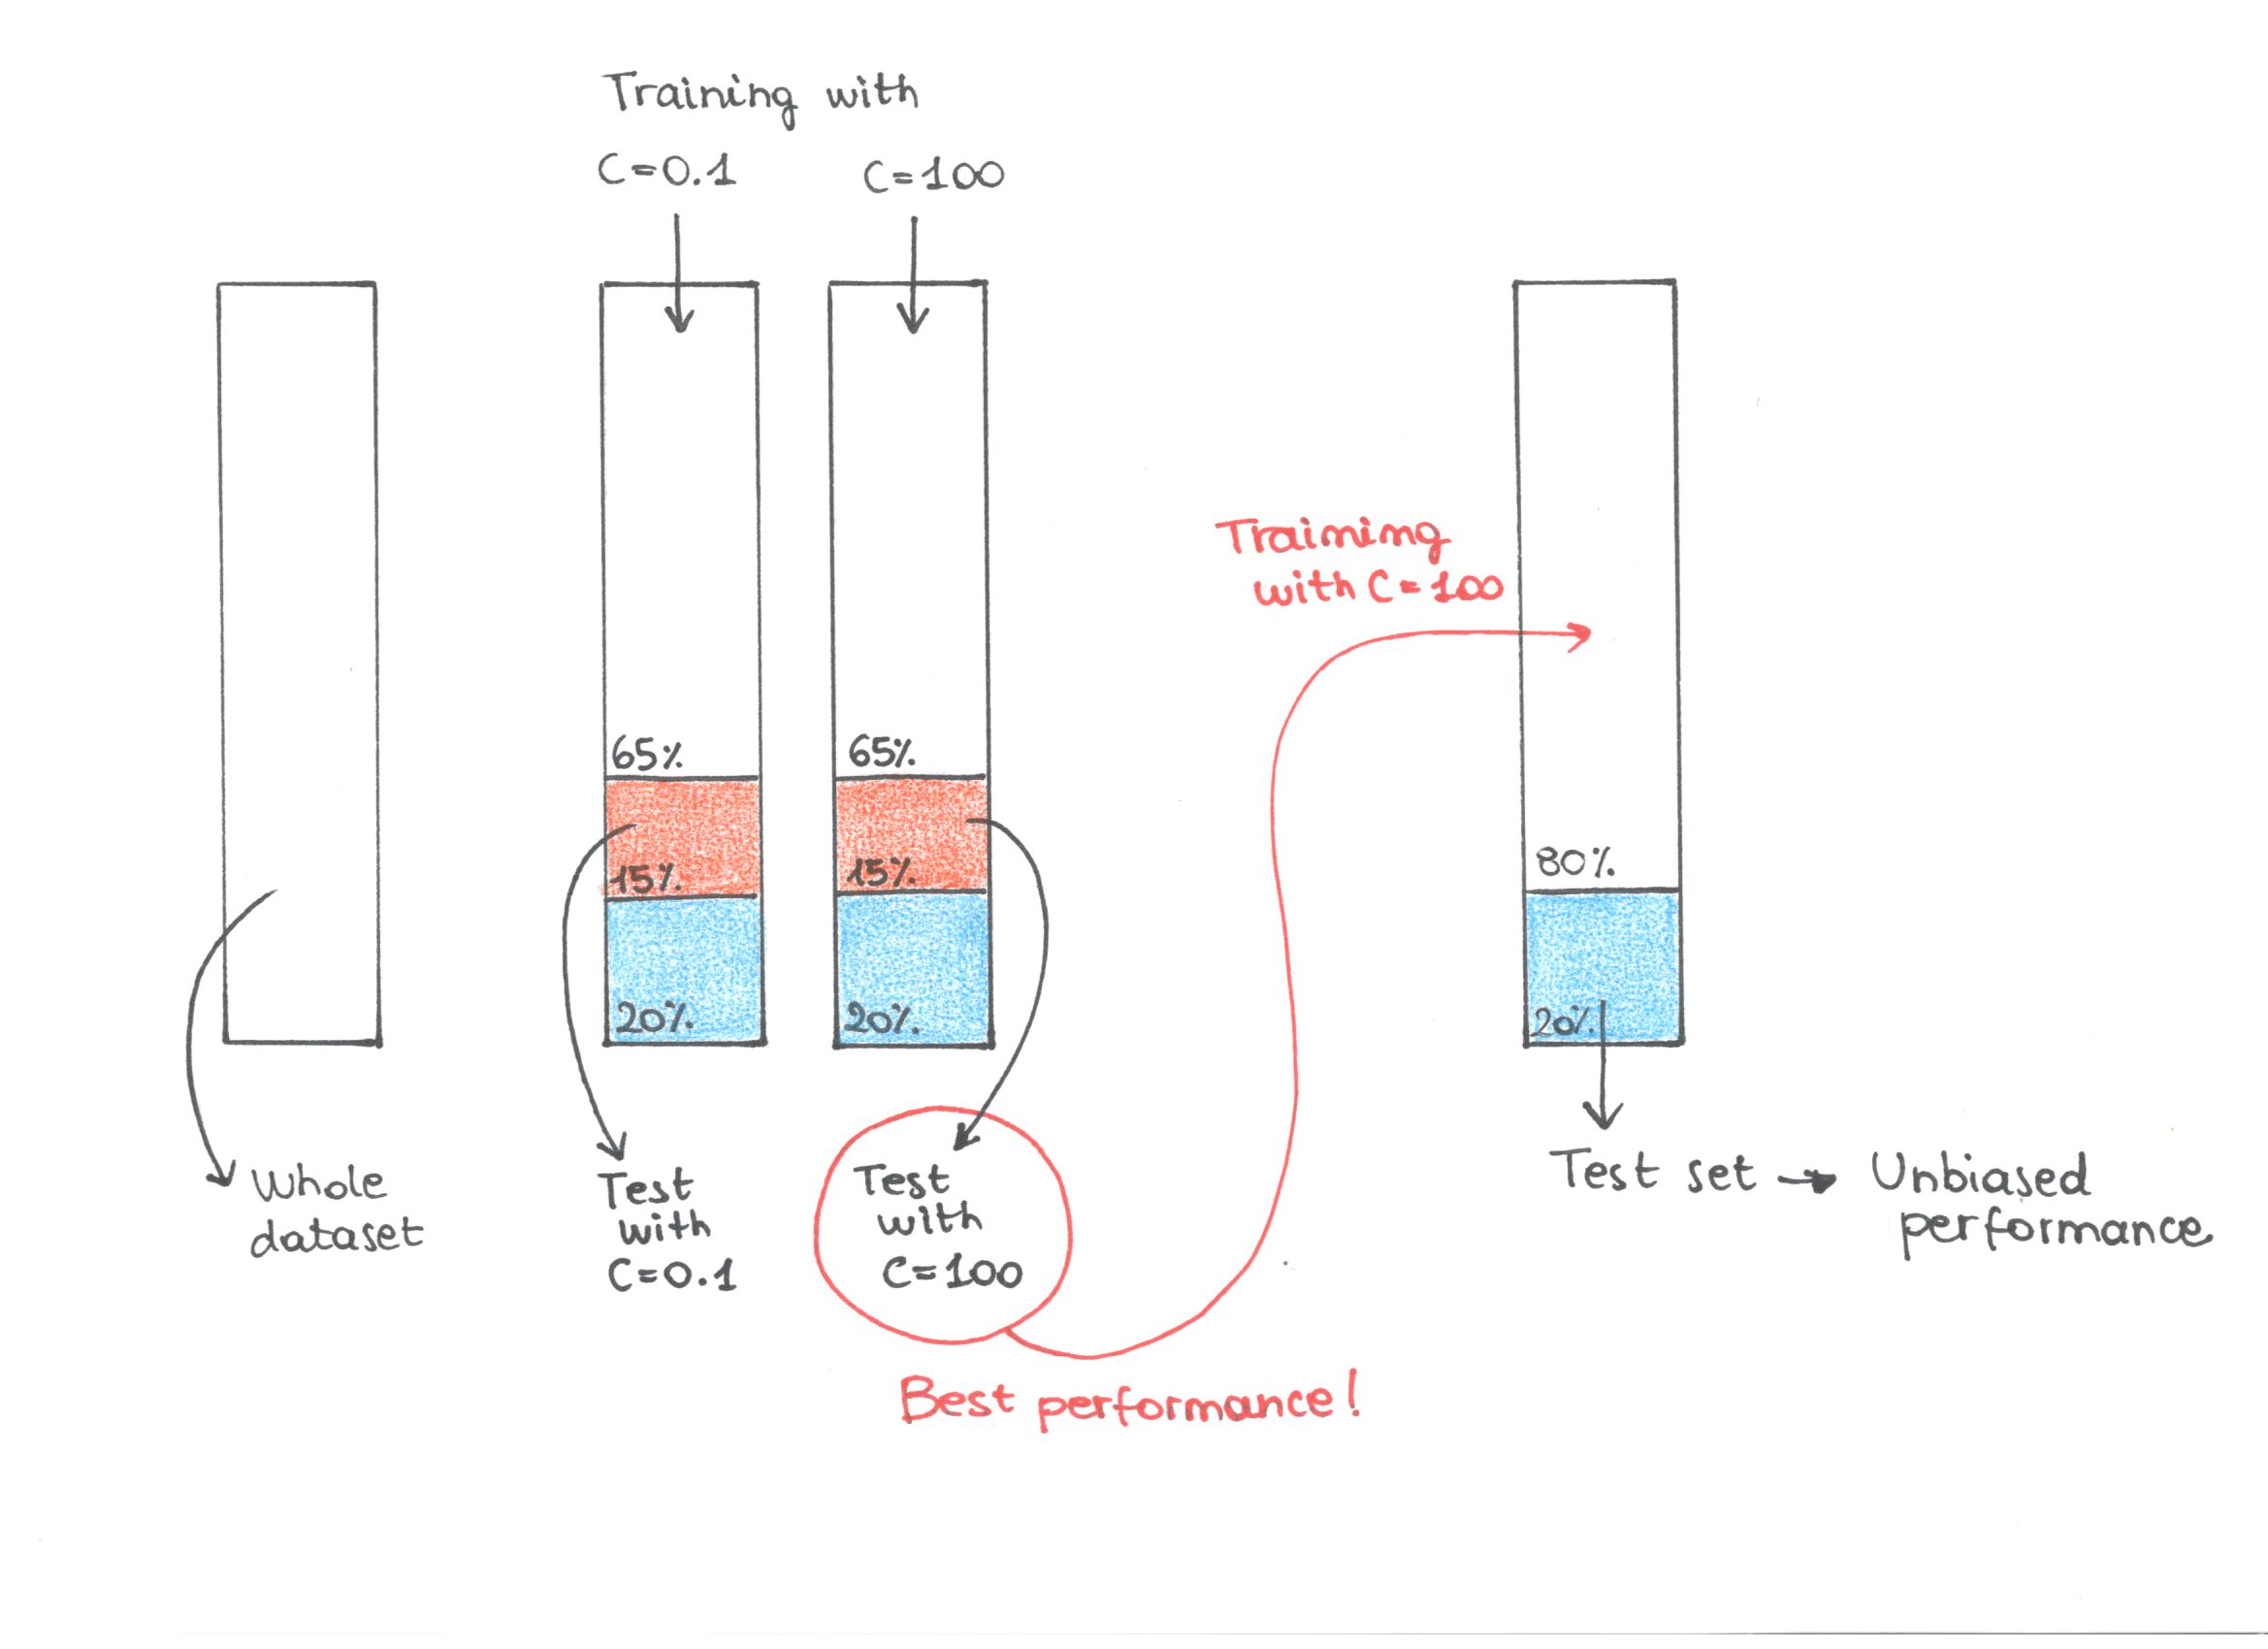 Training with
C=0.1
C=100
Training
with C=100
65%
65%
15%
15%
80%
20%
20%
20%
Whole
dataset
Test
with
C=0.1
Test
with
C=100
Test set → Unbiased
performance
Best performance!